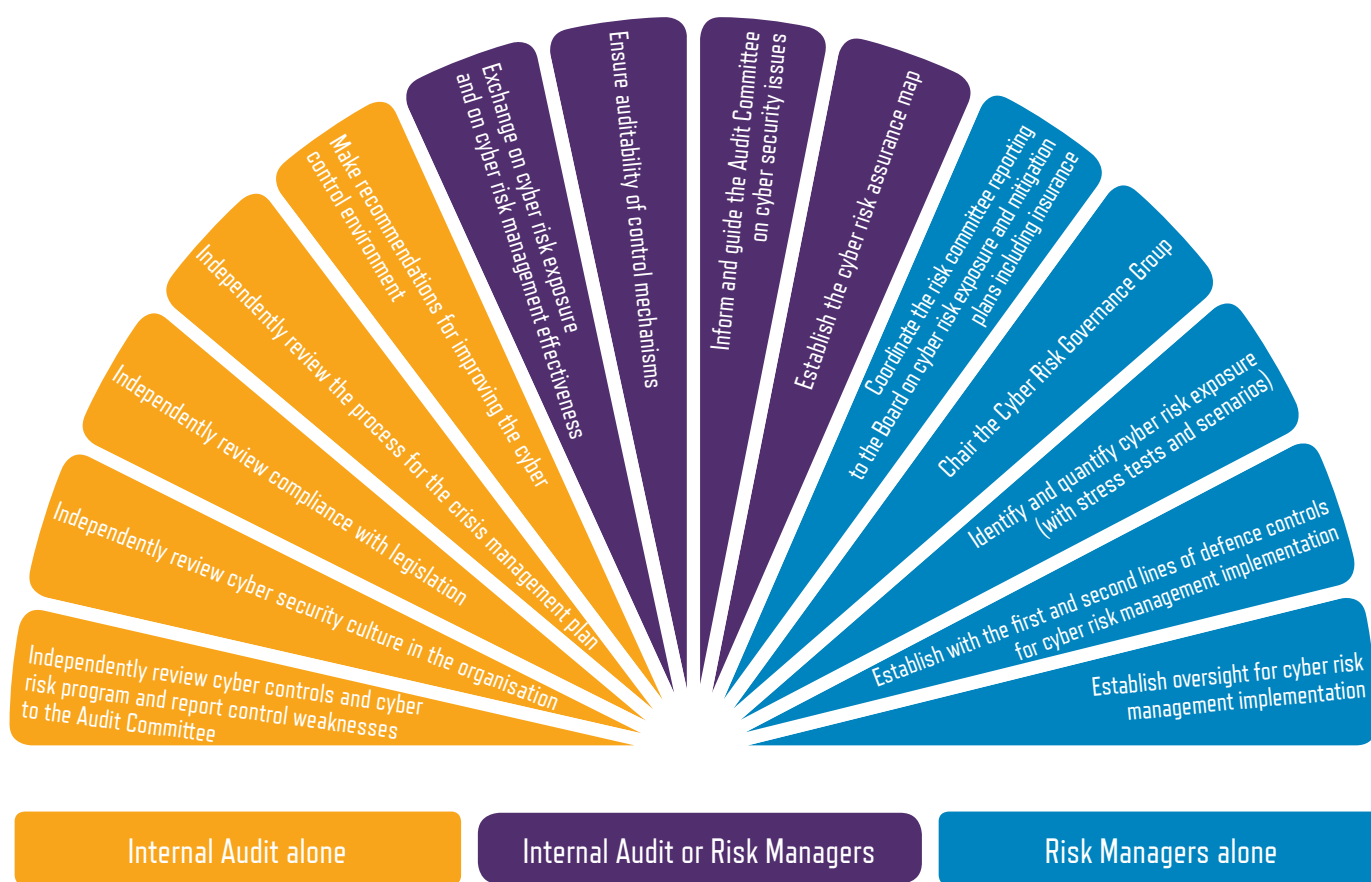 Independently review cyber controls and cyber
risk program and report control weaknesses
to the Audit Committee
Independently review cyber security culture in the organisation
Independently review compliance with legislation
Independently review the process for the crisis management plan
Make recommendations for improving the cyber
control environment
Exchange on cyber risk exposure
and on cyber risk management effectiveness
Ensure auditability of control mechanisms
Inform and guide the Audit Committee
on cyber security issues
Establish the cyber risk assurance map
Coordinate the risk committee reporting
to the Board on cyber risk exposure and mitigation
plans including insurance
Chair the Cyber Risk Governance Group
Identify and quantify cyber risk exposure
(with stress tests and scenarios)
Establish with the first and second lines of defence controls
for cyber risk management implementation
Establish oversight for cyber risk
management implementation
Internal Audit alone
Internal Audit or Risk Managers
Risk Managers alone